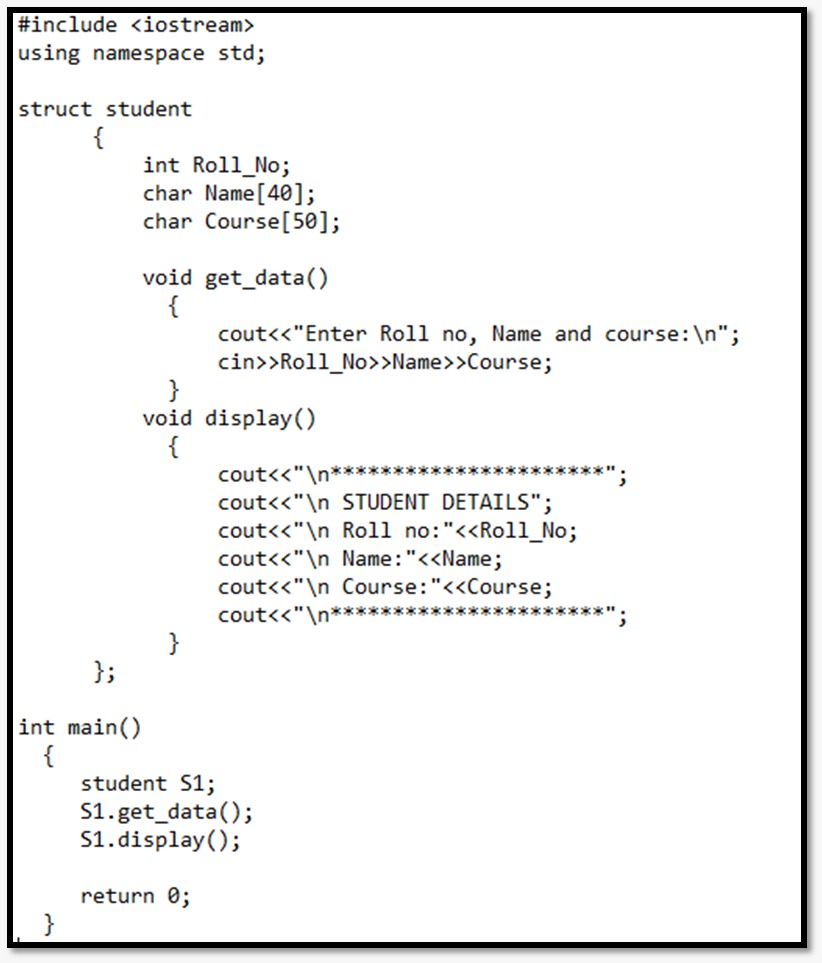 #include <iostream>
using namespace std;
struct student
{
int Roll_No;
char Name[40];
char Course[50];
void get_data()
{
cout<<"Enter Roll no, Name and course:\n";
cin>>Roll_No>>Name>>Course;
}
void display()
{
cout<<"\n**********************";
cout<<"\n STUDENT DETAILS";
cout<<"\n Roll no:"<<Roll_No;
cout<<"\n Name:"<<Name;
cout<<"\n Course:"<<Course;
cout<<"\n**********************";
}
};
int main()
{
student S1;
S1.get_data();
S1.display();
return 0;
}